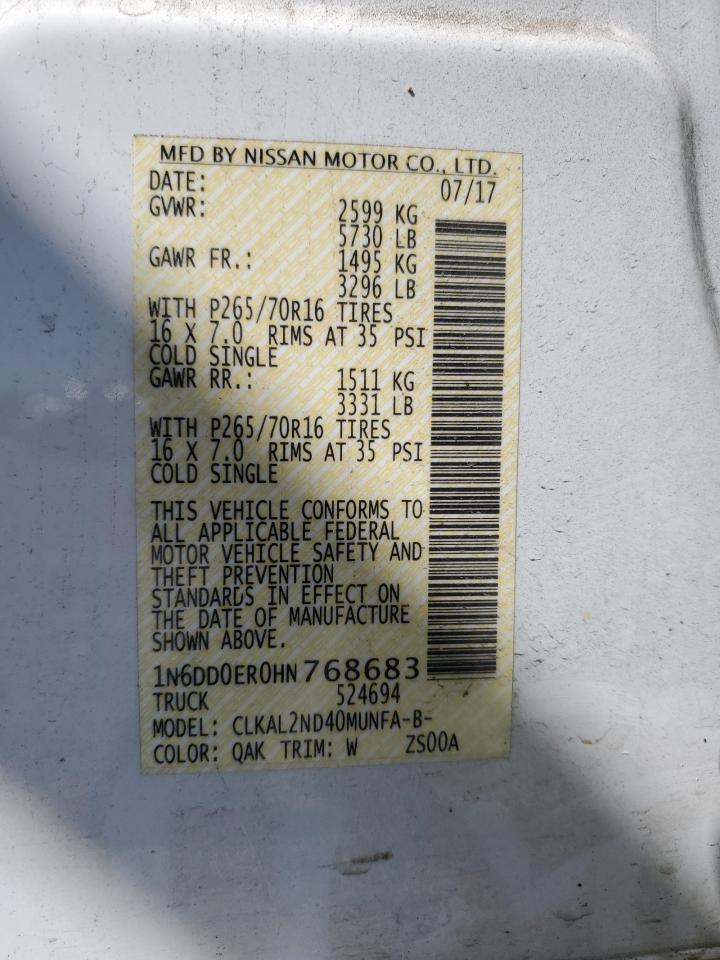 MFD BY NISSAN MOTOR CO., LTD.
DATE: 07/17
GVWR: 2599 KG
5730 LB
GAWR FR.: 1495 KG
3296 LB
WITH P265/70R16 TIRES
16 X 7.0 RIMS AT 35 PSI
COLD SINGLE
GAWR RR.: 1511 KG
3331 LB
WITH P265/70R16 TIRES
16 X 7.0 RIMS AT 35 PSI
COLD SINGLE
THIS VEHICLE CONFORMS TO
ALL APPLICABLE FEDERAL
MOTOR VEHICLE SAFETY AND
THEFT PREVENTION
STANDARDS IN EFFECT ON
THE DATE OF MANUFACTURE
SHOWN ABOVE.
1N6DD0ER0HN768683
TRUCK 524694
MODEL: CLKAL2ND40MUNFA-B-
COLOR: QAK TRIM: W ZS00A